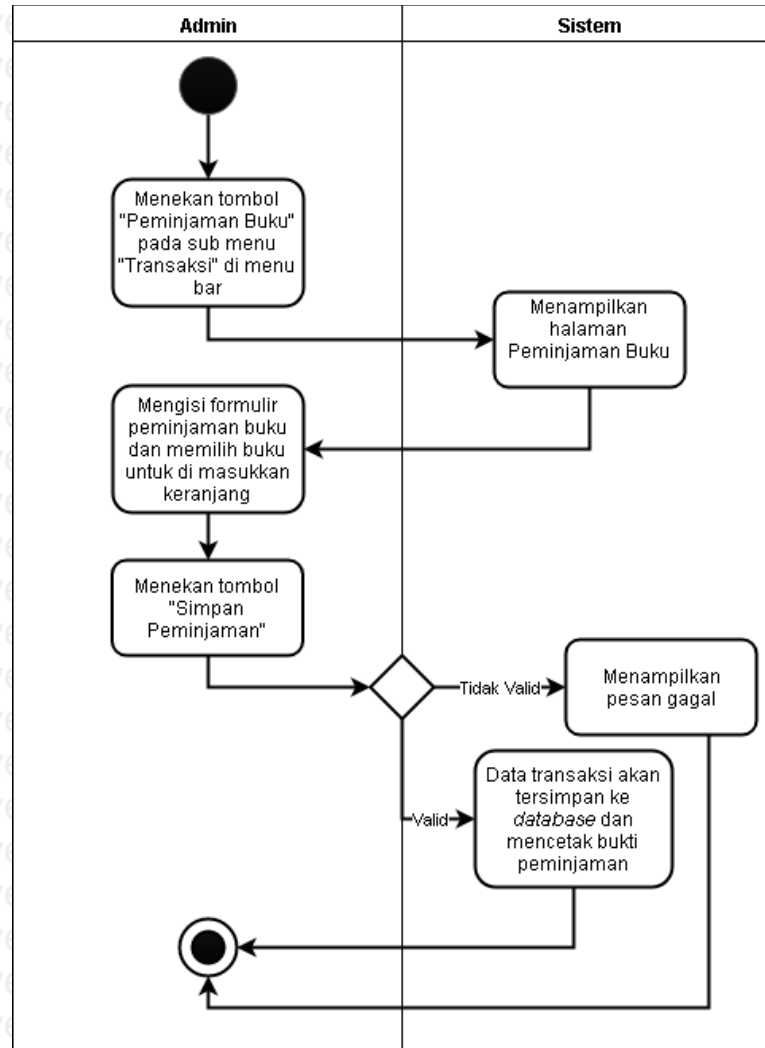 Admin
Sistem
Menekan tombol
"Peminjaman Buku"
pada sub menu
"Transaksi" di menu
bar
Menampilkan
halaman
Peminjaman Buku
Mengisi formulir
peminjaman buku
dan memilih buku
untuk di masukkan
keranjang
Menekan tombol
"Simpan
Peminjaman"
Tidak Valid
Menampilkan
pesan gagal
Valid
Data transaksi akan
tersimpan ke
database dan
mencetak bukti
peminjaman